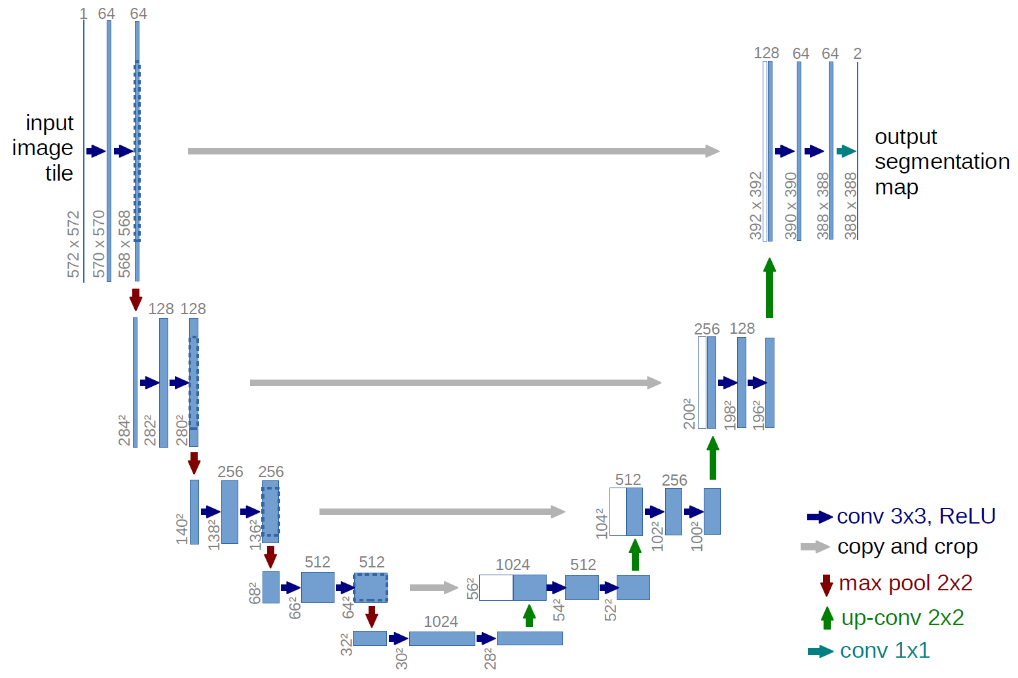 1 64 64
128 64 64 2
input
image
tile
output
segmentation
map
572 x 572
570 x 570
568 x 568
392 x 392
390 x 390
388 x 388
388 x 388
128 128
256 128
284²
282²
280²
200²
198²
196²
256 256
512 256
140²
138²
136²
104²
102²
100²
conv 3x3, ReLU
copy and crop
512 512
1024 512
68²
66²
64²
56²
54²
52²
max pool 2x2
up-conv 2x2
1024
32²
30²
28²
conv 1x1